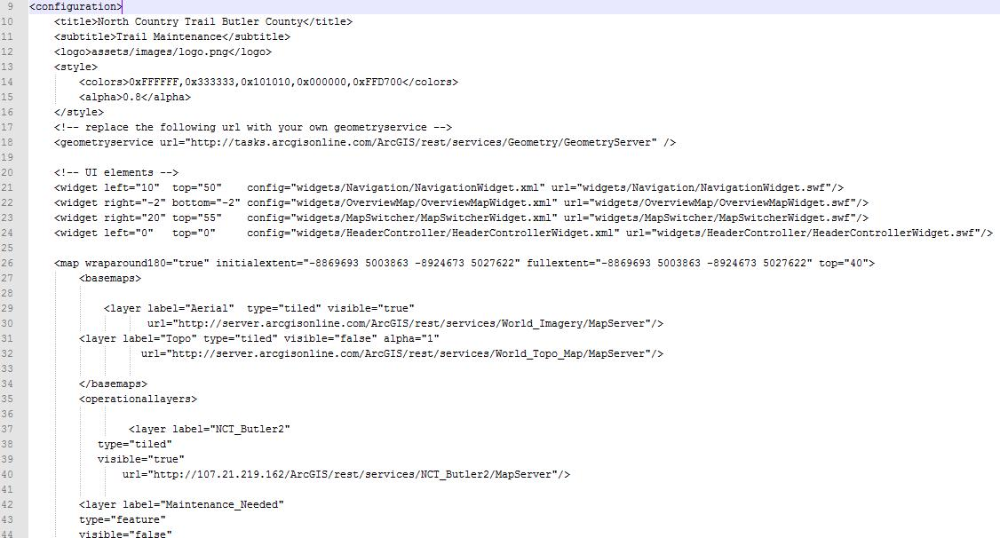 9 <configuration>
10 <title>North Country Trail Butler County</title>
11 <subtitle>Trail Maintenance</subtitle>
12 <logo>assets/images/logo.png</logo>
13 <style>
14 <colors>0xFFFFFF,0x333333,0x101010,0x000000,0xFFD700</colors>
15 <alpha>0.8</alpha>
16 </style>
17 <!-- replace the following url with your own geometryservice -->
18 <geometryservice url="http://tasks.arcgisonline.com/ArcGIS/rest/services/Geometry/GeometryServer" />
19
20 <!-- UI elements -->
21 <widget left="10" top="50" config="widgets/Navigation/NavigationWidget.xml" url="widgets/Navigation/NavigationWidget.swf"/>
22 <widget right="-2" bottom="-2" config="widgets/OverviewMap/OverviewMapWidget.xml" url="widgets/OverviewMap/OverviewMapWidget.swf"/>
23 <widget right="20" top="55" config="widgets/MapSwitcher/MapSwitcherWidget.xml" url="widgets/MapSwitcher/MapSwitcherWidget.swf"/>
24 <widget left="0" top="0" config="widgets/HeaderController/HeaderControllerWidget.xml" url="widgets/HeaderController/HeaderControllerWidget.swf"/>
25
26 <map wraparound180="true" initialextent="-8869693 5003863 -8924673 5027622" fullextent="-8869693 5003863 -8924673 5027622" top="40">
27 <basemaps>
28
29 <layer label="Aerial" type="tiled" visible="true"
30 url="http://server.arcgisonline.com/ArcGIS/rest/services/World_Imagery/MapServer"/>
31 <layer label="Topo" type="tiled" visible="false" alpha="1"
32 url="http://server.arcgisonline.com/ArcGIS/rest/services/World_Topo_Map/MapServer"/>
33
34 </basemaps>
35 <operationallayers>
36
37 <layer label="NCT_Butler2"
38 type="tiled"
39 visible="true"
40 url="http://107.21.219.162/ArcGIS/rest/services/NCT_Butler2/MapServer"/>
41
42 <layer label="Maintenance_Needed"
43 type="feature"
44 visible="false"